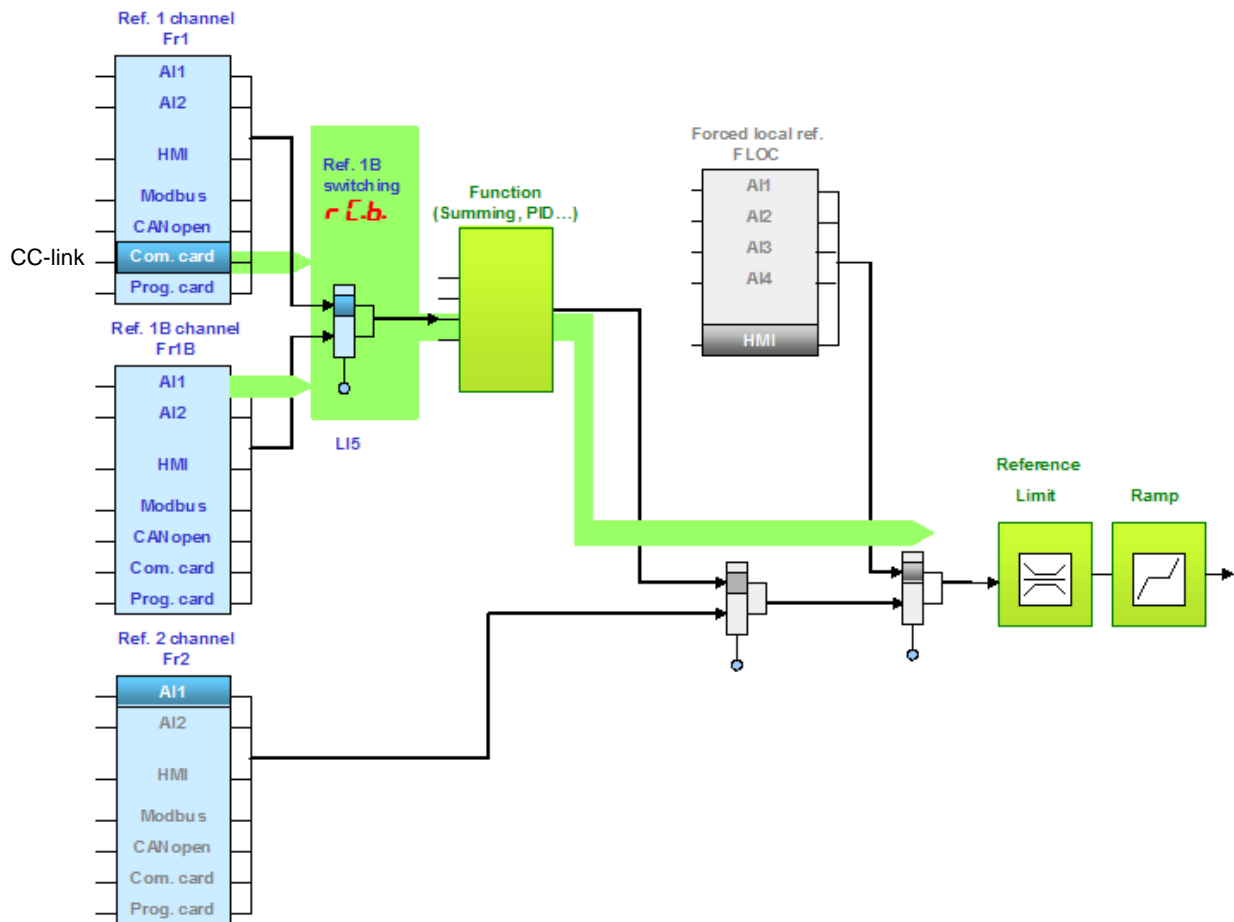 Ref. 1 channel
Fr1
AI1
AI2
HMI
Modbus
CANopen
CC-link
Com. card
Prog. card
Ref. 1B channel
Fr1B
AI1
AI2
HMI
Modbus
CANopen
Com. card
Prog. card
Ref. 2 channel
Fr2
AI1
AI2
HMI
Modbus
CANopen
Com. card
Prog. card
Ref. 1B
switching
rC.b.
LI5
Function
(Summing, PID...)
Forced local ref.
FLOC
AI1
AI2
AI3
AI4
HMI
Reference
Limit
Ramp